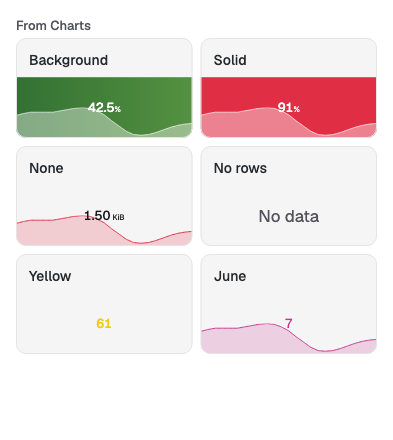 From Charts
Background
42.5%
Solid
91%
None
1.50 KiB
No rows
No data
Yellow
61
June
7